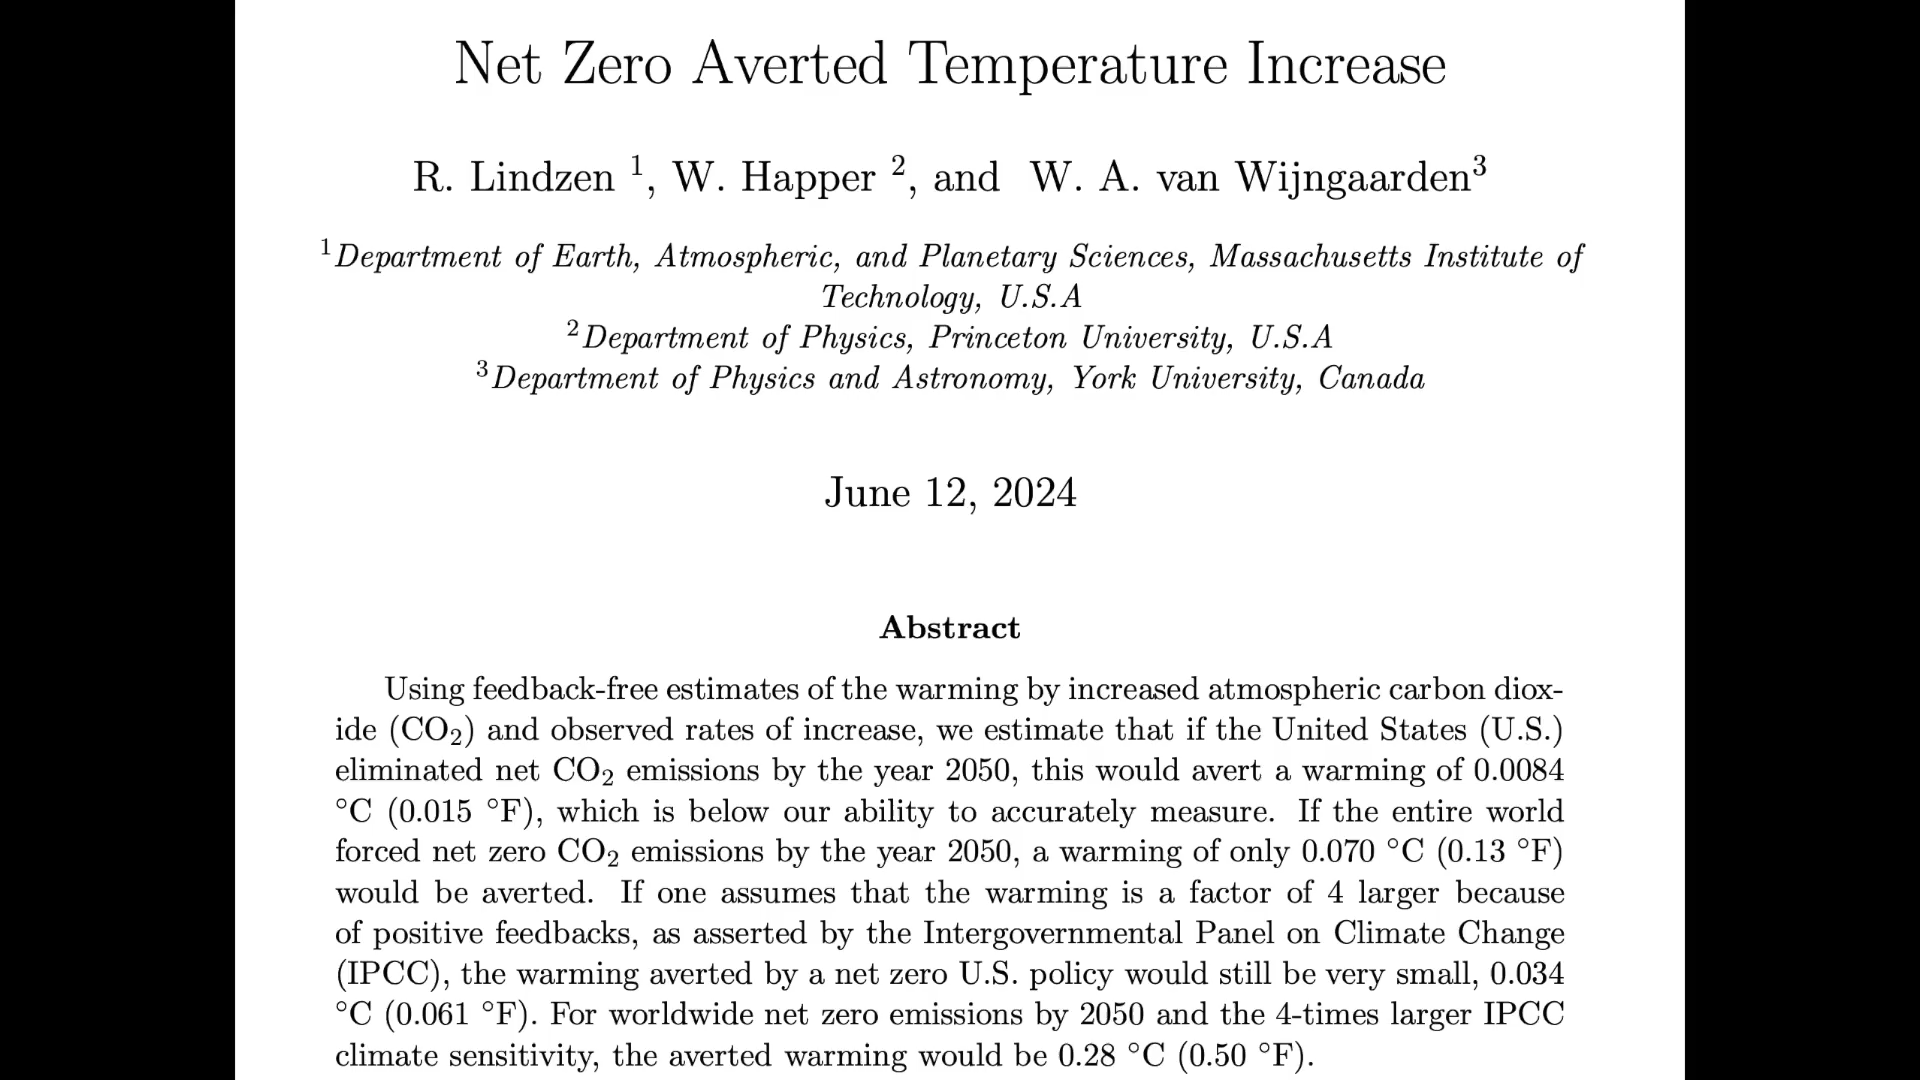 Net Zero Averted Temperature Increase
R. Lindzen ¹, W. Happer ², and W. A. van Wijngaarden³
¹Department of Earth, Atmospheric, and Planetary Sciences, Massachusetts Institute of
Technology, U.S.A
²Department of Physics, Princeton University, U.S.A
³Department of Physics and Astronomy, York University, Canada
June 12, 2024
Abstract
Using feedback-free estimates of the warming by increased atmospheric carbon diox-
ide (CO₂) and observed rates of increase, we estimate that if the United States (U.S.)
eliminated net CO₂ emissions by the year 2050, this would avert a warming of 0.0084
°C (0.015 °F), which is below our ability to accurately measure. If the entire world
forced net zero CO₂ emissions by the year 2050, a warming of only 0.070 °C (0.13 °F)
would be averted. If one assumes that the warming is a factor of 4 larger because
of positive feedbacks, as asserted by the Intergovernmental Panel on Climate Change
(IPCC), the warming averted by a net zero U.S. policy would still be very small, 0.034
°C (0.061 °F). For worldwide net zero emissions by 2050 and the 4-times larger IPCC
climate sensitivity, the averted warming would be 0.28 °C (0.50 °F).